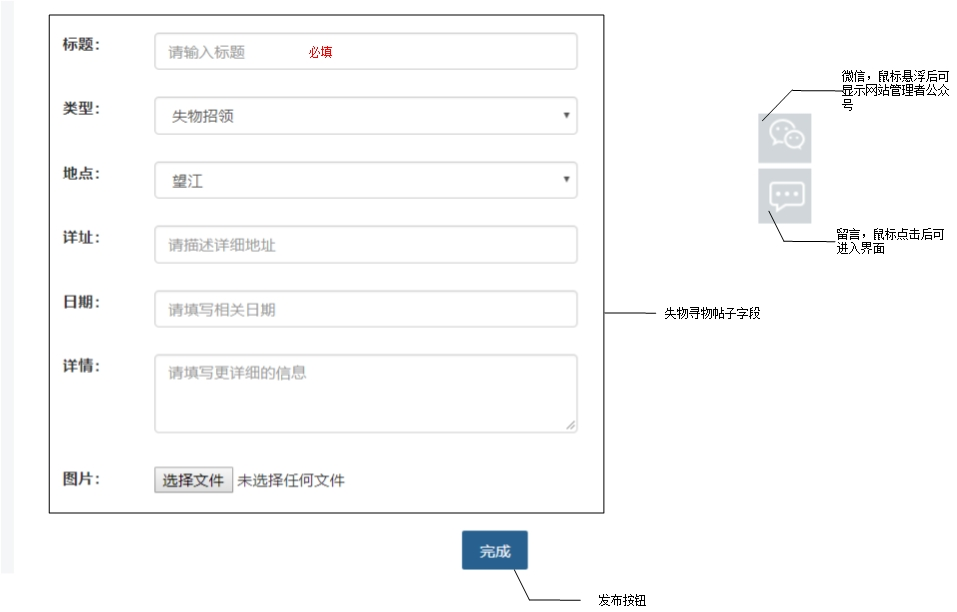 标题：
请输入标题 必填
类型：
失物招领
地点：
望江
详址：
请描述详细地址
日期：
请填写相关日期
详情：
请填写更详细的信息
图片：
选择文件 未选择任何文件
完成
发布按钮
失物寻物帖子字段
微信，鼠标悬浮后可
显示网站管理者公众
号
留言，鼠标点击后可
进入界面